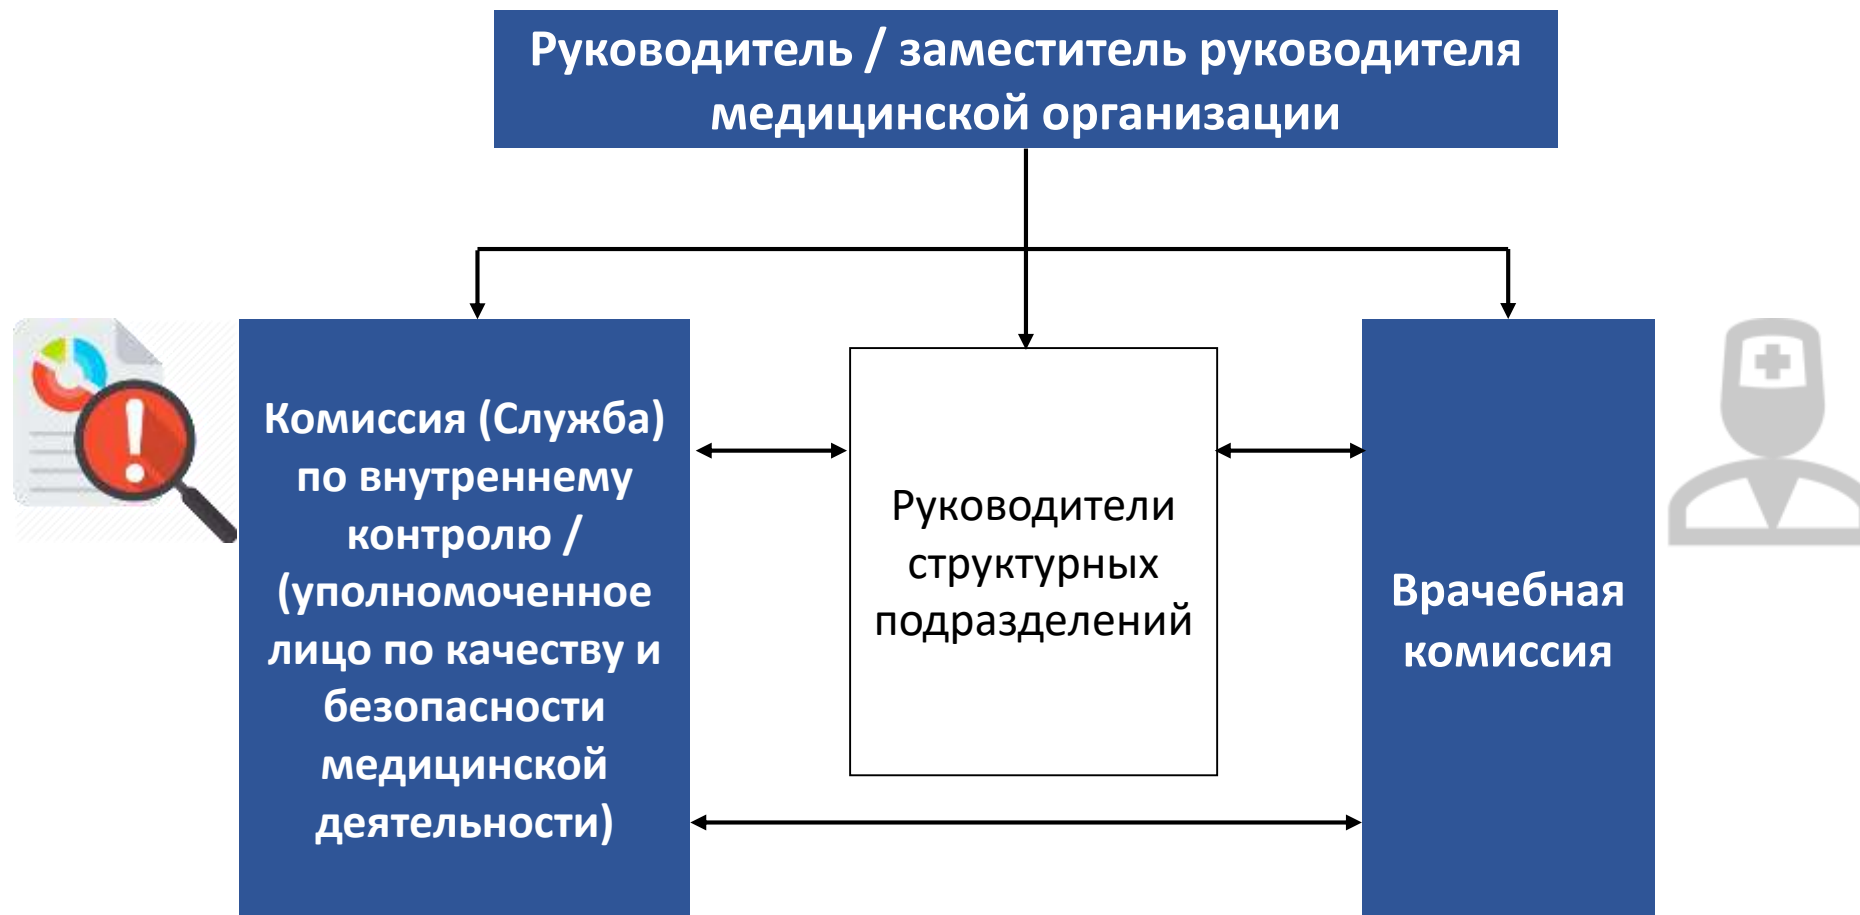 Руководитель / заместитель руководителя
медицинской организации
Комиссия (Служба)
по внутреннему
контролю /
(уполномоченное
лицо по качеству и
безопасности
медицинской
деятельности)
Руководители
структурных
подразделений
Врачебная
комиссия